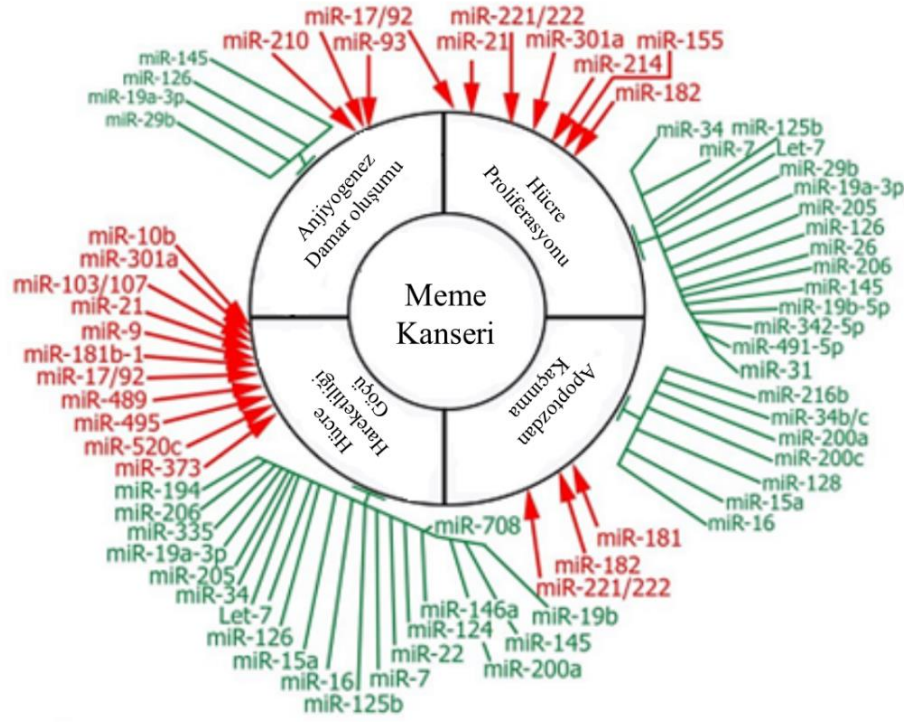 miR-17/92
miR-210
miR-93
miR-145
miR-126
miR-19a-3p
miR-29b
miR-221/222
miR-21
miR-301a
miR-155
miR-214
miR-182
miR-34
miR-125b
miR-7
Let-7
miR-29b
miR-19a-3p
miR-205
miR-126
miR-26
miR-206
miR-145
miR-19b-5p
miR-342-5p
miR-491-5p
miR-31
Anjiyogenez
Damar oluşumu
Hücre
Proliferasyonu
Meme
Kanseri
Hücre
Hareketliligi
Göçü
Apoptozdan
Kaçınma
miR-10b
miR-301a
miR-103/107
miR-21
miR-9
miR-181b-1
miR-17/92
miR-489
miR-495
miR-520c
miR-373
miR-216b
miR-34b/c
miR-200a
miR-200c
miR-128
miR-15a
miR-16
miR-181
miR-182
miR-221/222
miR-194
miR-206
miR-335
miR-19a-3p
miR-205
miR-34
Let-7
miR-126
miR-15a
miR-16
miR-125b
miR-7
miR-22
miR-124
miR-146a
miR-708
miR-19b
miR-145
miR-200a